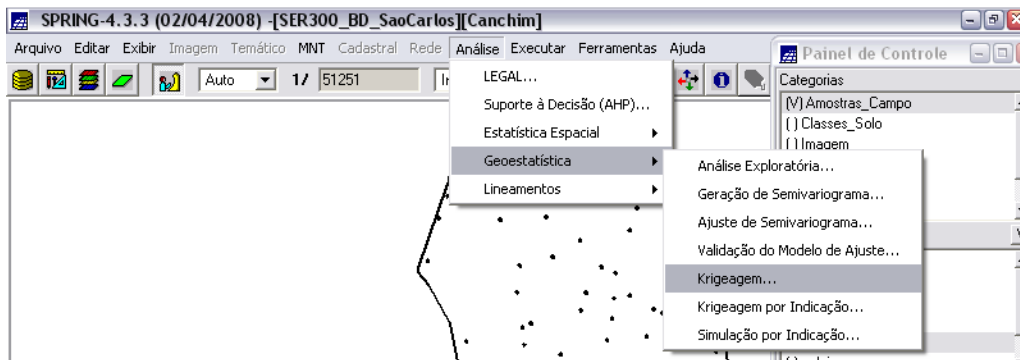 SPRING-4.3.3 (02/04/2008) -[SER300_BD_SaoCarlos][Canchim]
Arquivo Editar Exibir Imagem Temático MNT Cadastral Rede Análise Executar Ferramentas Ajuda
Auto 1/ 51251
LEGAL...
Suporte à Decisão (AHP)...
Estatística Espacial
Geoestatística
Lineamentos
Análise Exploratória...
Geração de Semivariograma...
Ajuste de Semivariograma...
Validação do Modelo de Ajuste...
Krigeagem...
Krigeagem por Indicação...
Simulação por Indicação...
Painel de Controle
Categorias
(V) Amostras_Campo
( ) Classes_Solo
( ) Imagem